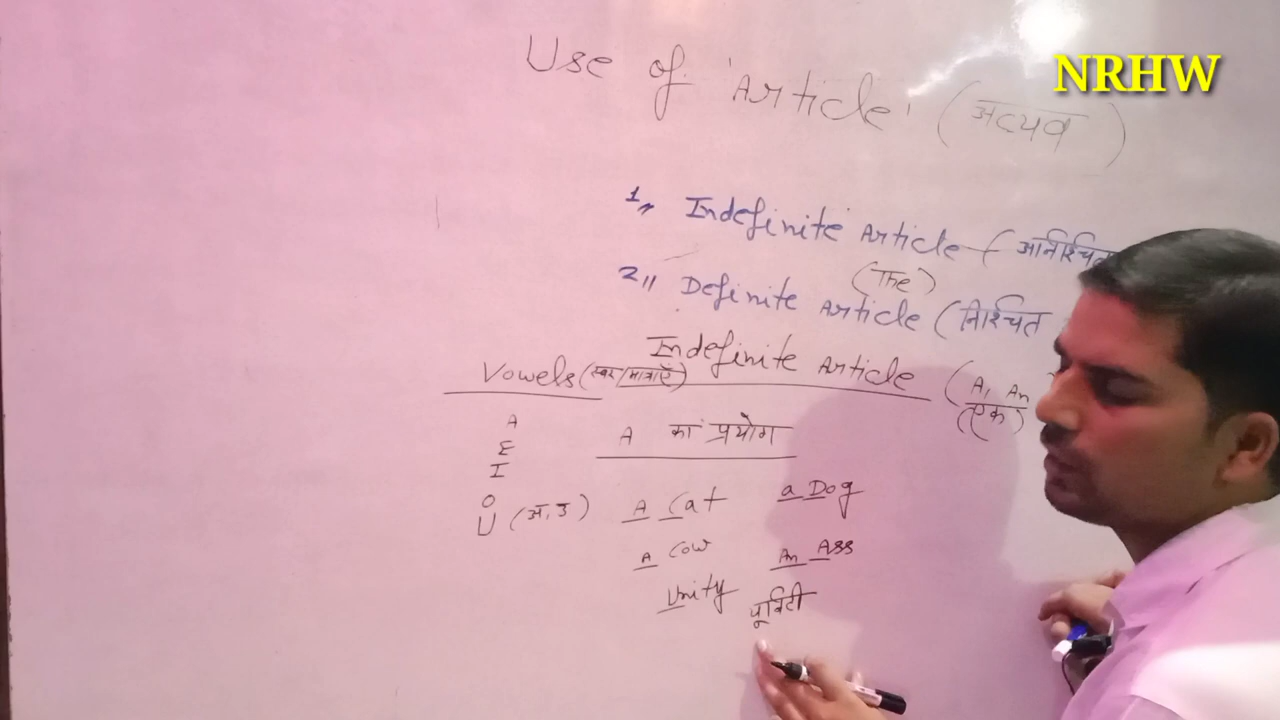 NRHW
Use of 'Article' (अव्यय)
1,, Indefinite Article (अनिश्चित
(The)
2,, Definite Article (निश्चित
Indefinite Article (A, An
(एक)
Vowels (स्वर/मात्राएँ)
A का प्रयोग
A
E
I
O
U (अ, उ)
A Cat a Dog
A Cow An Ass
Unity यूनिटी